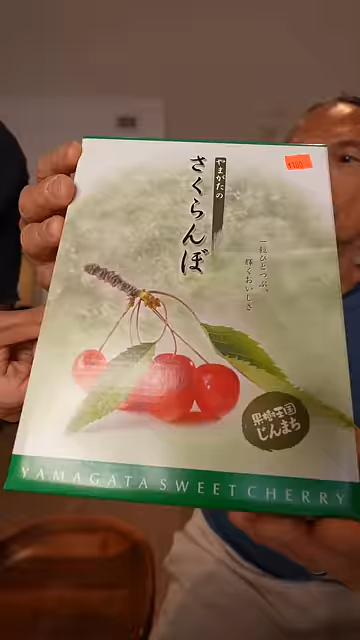 やまがたの
さくらんぼ
一粒ひとつぶ、
輝くおいしさ
果樹王国
じんまち
YAMAGATA SWEET CHERRY